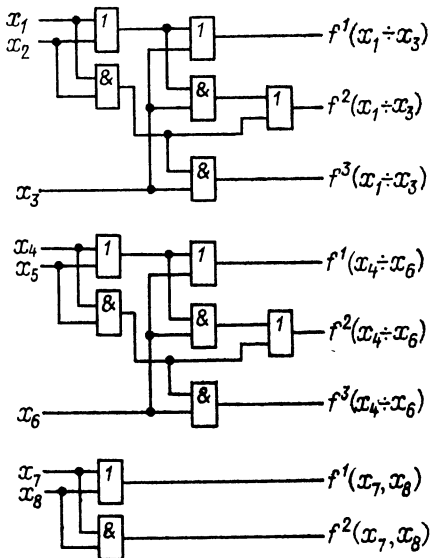 x₁ 1 1 f¹(x₁÷x₃)
x₂
& & 1 f²(x₁÷x₃)
& f³(x₁÷x₃)
x₃
x₄ 1 1 f¹(x₄÷x₆)
x₅
& & 1 f²(x₄÷x₆)
& f³(x₄÷x₆)
x₆
x₇ 1 f¹(x₇,x₈)
x₈
& f²(x₇,x₈)